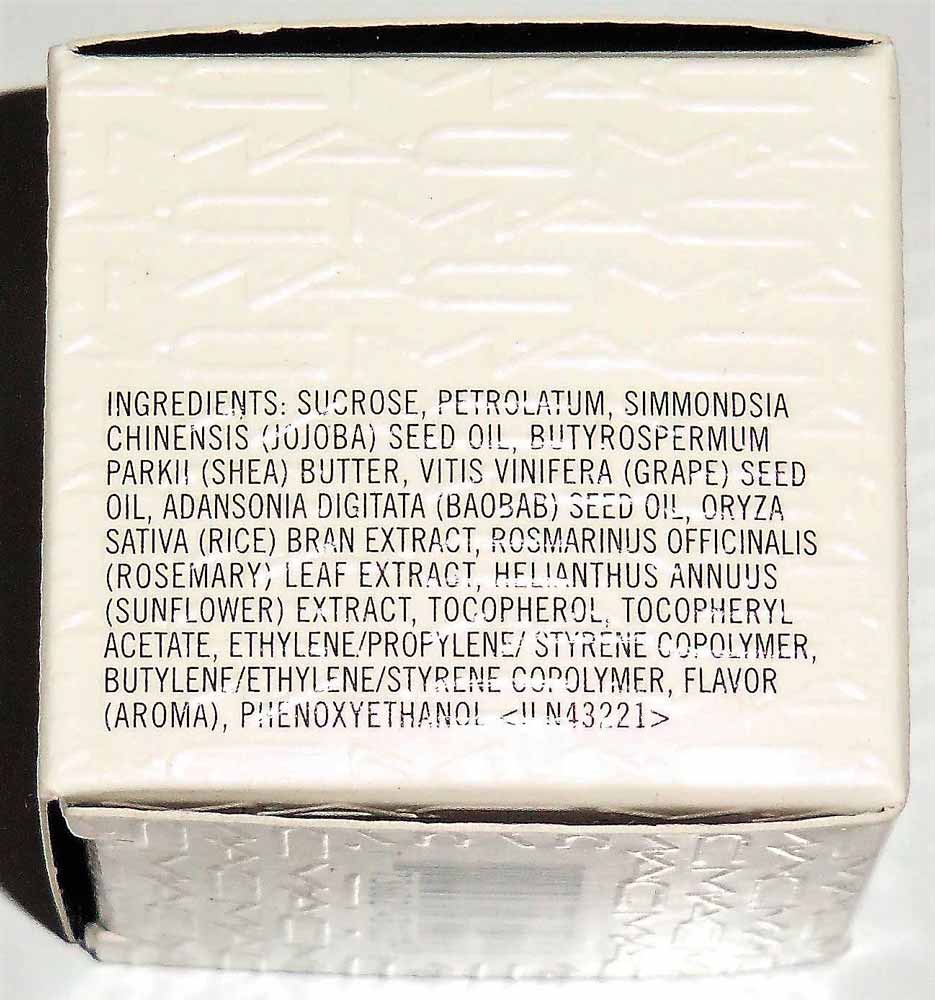 INGREDIENTS: SUCROSE, PETROLATUM, SIMMONDSIA
CHINENSIS (JOJOBA) SEED OIL, BUTYROSPERMUM
PARKII (SHEA) BUTTER, VITIS VINIFERA (GRAPE) SEED
OIL, ADANSONIA DIGITATA (BAOBAB) SEED OIL, ORYZA
SATIVA (RICE) BRAN EXTRACT, ROSMARINUS OFFICINALIS
(ROSEMARY) LEAF EXTRACT, HELIANTHUS ANNUUS
(SUNFLOWER) EXTRACT, TOCOPHEROL, TOCOPHERYL
ACETATE, ETHYLENE/PROPYLENE/ STYRENE COPOLYMER,
BUTYLENE/ETHYLENE/STYRENE COPOLYMER, FLAVOR
(AROMA), PHENOXYETHANOL <ILN43221>